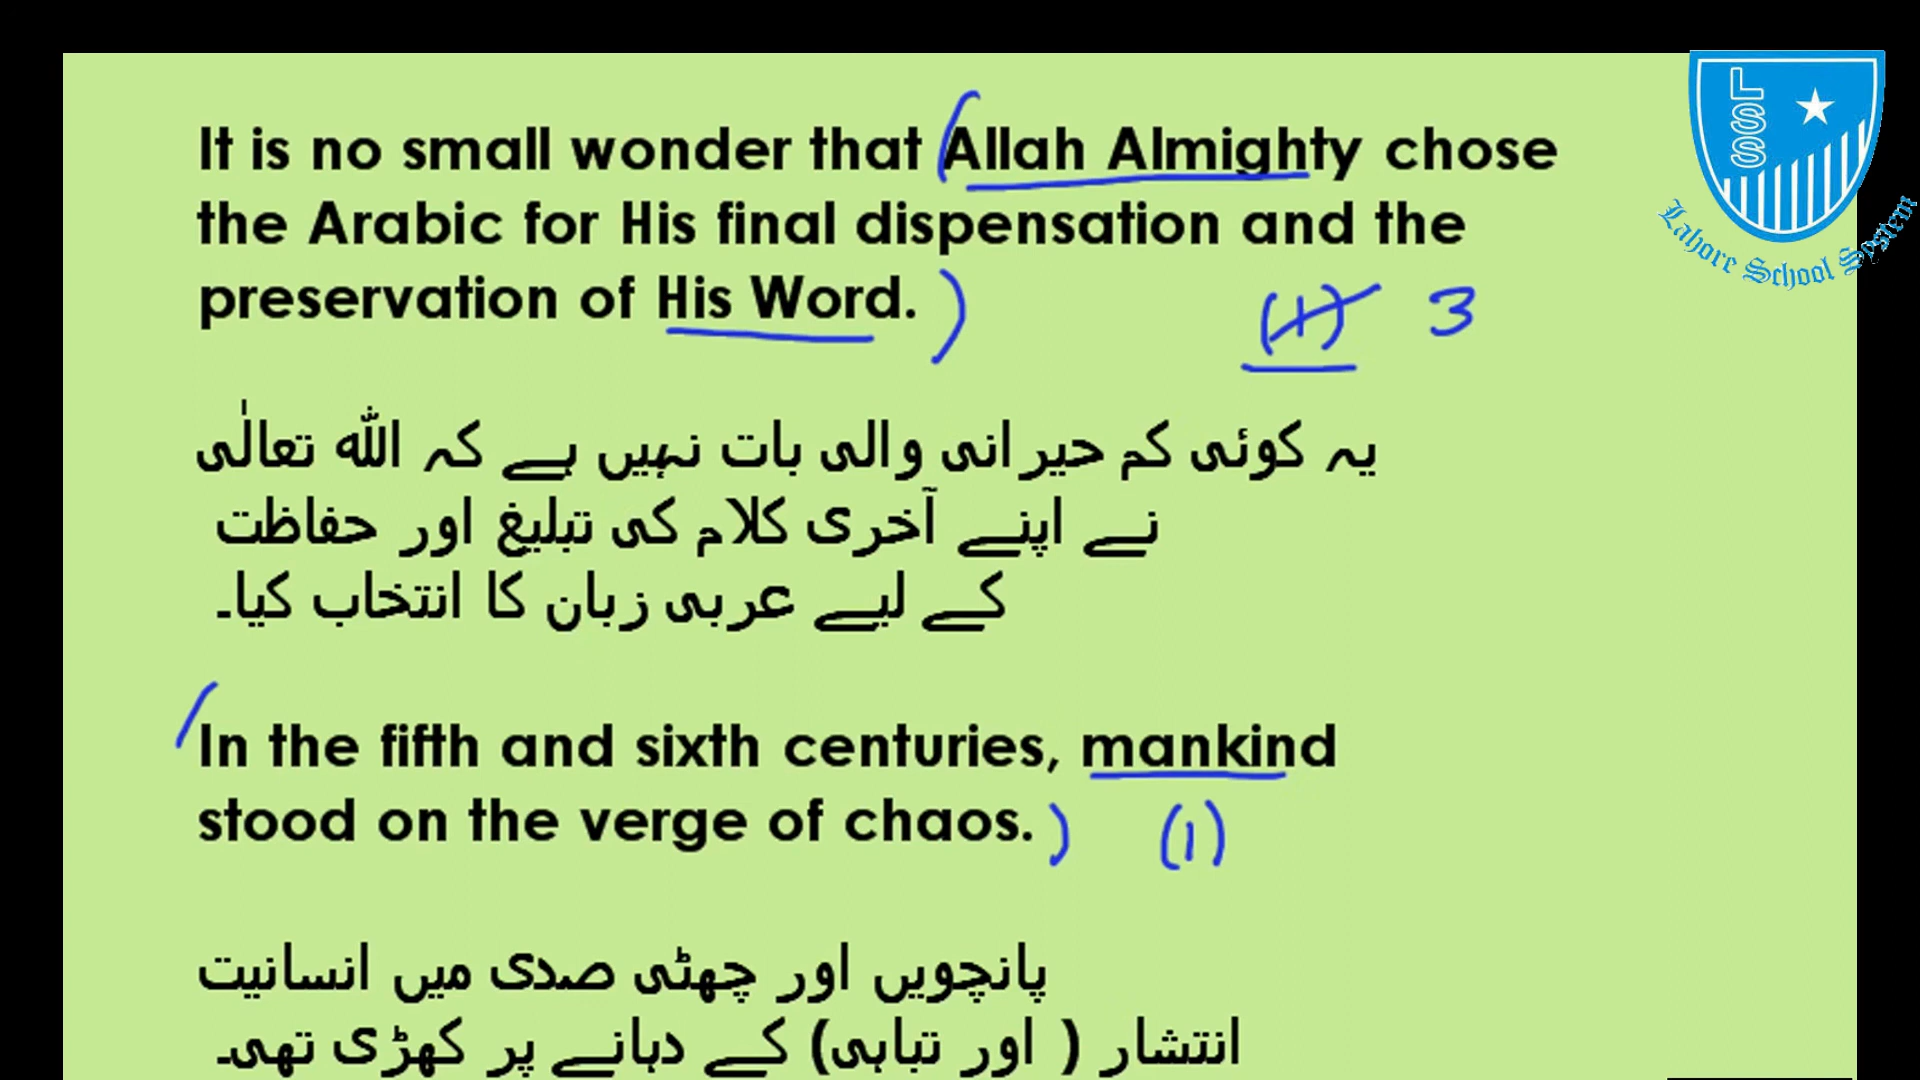 It is no small wonder that (Allah Almighty chose
the Arabic for His final dispensation and the
preservation of His Word. )
(1) 3
یہ کوئی کم حیرانی والی بات نہیں ہے کہ اللہ تعالٰی
نے اپنے آخری کلام کی تبلیغ اور حفاظت
کے لیے عربی زبان کا انتخاب کیا۔
(In the fifth and sixth centuries, mankind
stood on the verge of chaos. ) (1)
پانچویں اور چھٹی صدی میں انسانیت
انتشار ( اور تباہی) کے دہانے پر کھڑی تھی۔
LSS
Lahore School System